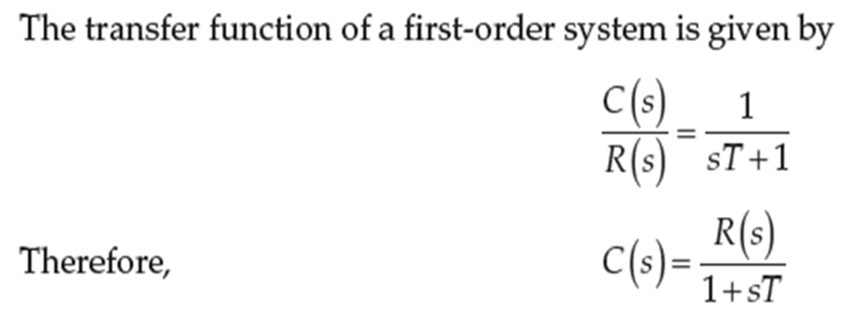 The transfer function of a first-order system is given by
C(s)/R(s) = 1/(sT+1)
Therefore, C(s) = R(s)/(1+sT)